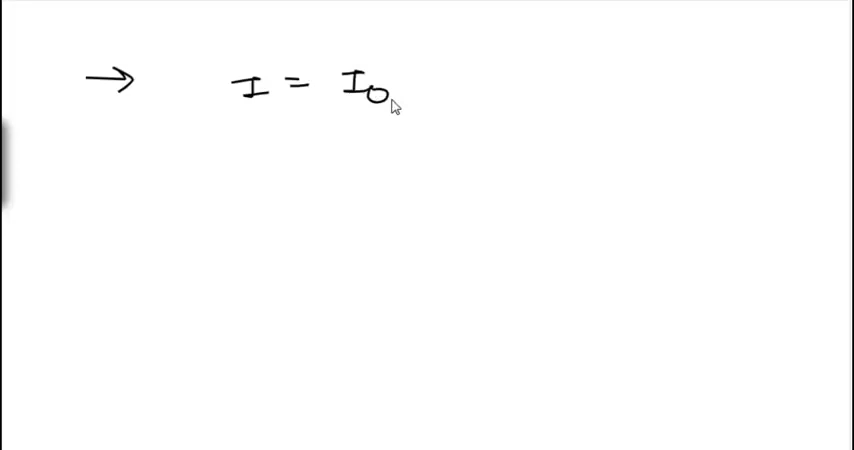 → I = I₀